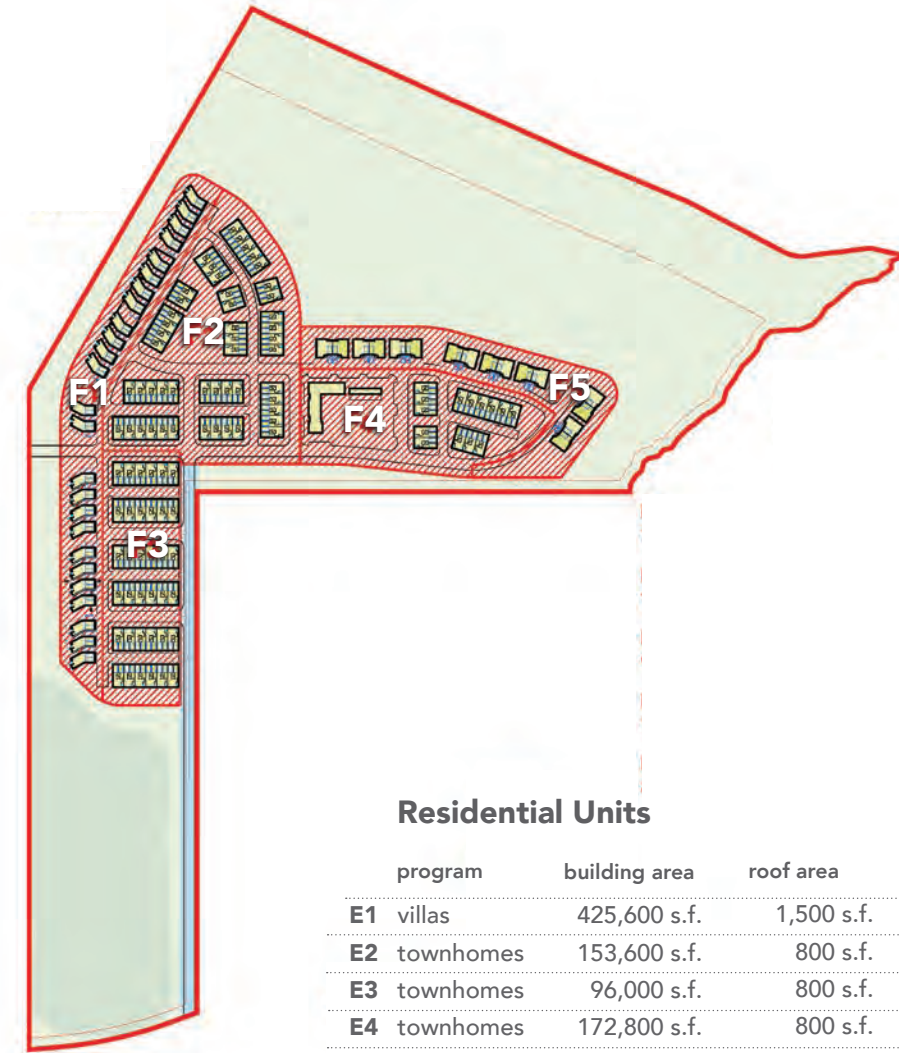 F2
F1
F5
F4
F3
Residential Units
program building area roof area
E1 villas 425,600 s.f. 1,500 s.f.
E2 townhomes 153,600 s.f. 800 s.f.
E3 townhomes 96,000 s.f. 800 s.f.
E4 townhomes 172,800 s.f. 800 s.f.